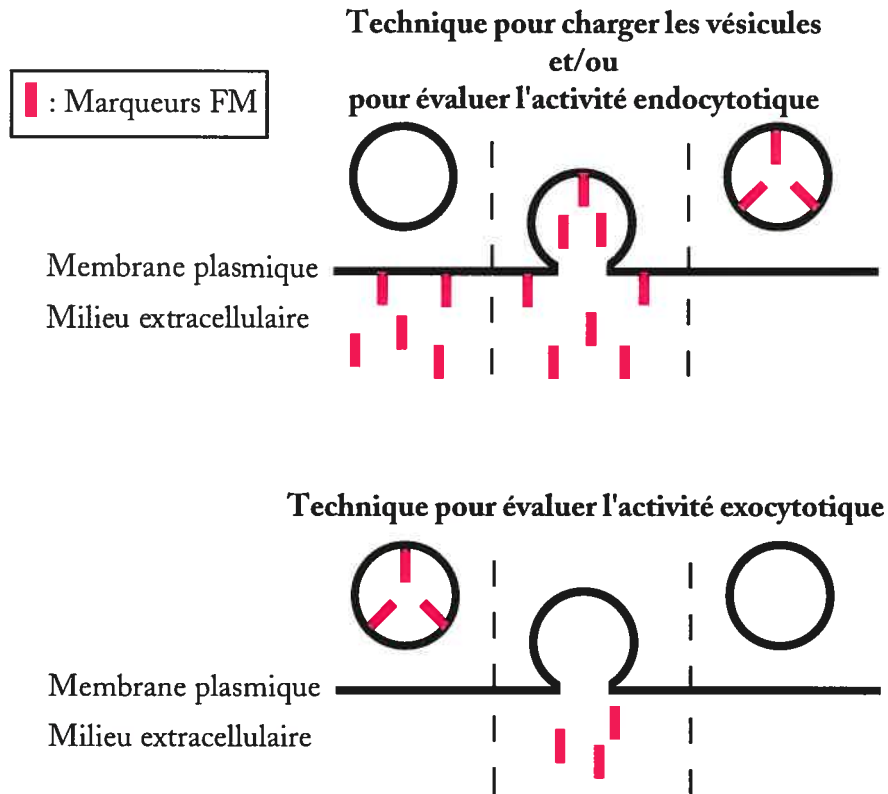 Technique pour charger les vésicules
et/ou
pour évaluer l'activité endocytotique
: Marqueurs FM
Membrane plasmique
Milieu extracellulaire
Technique pour évaluer l'activité exocytotique
Membrane plasmique
Milieu extracellulaire